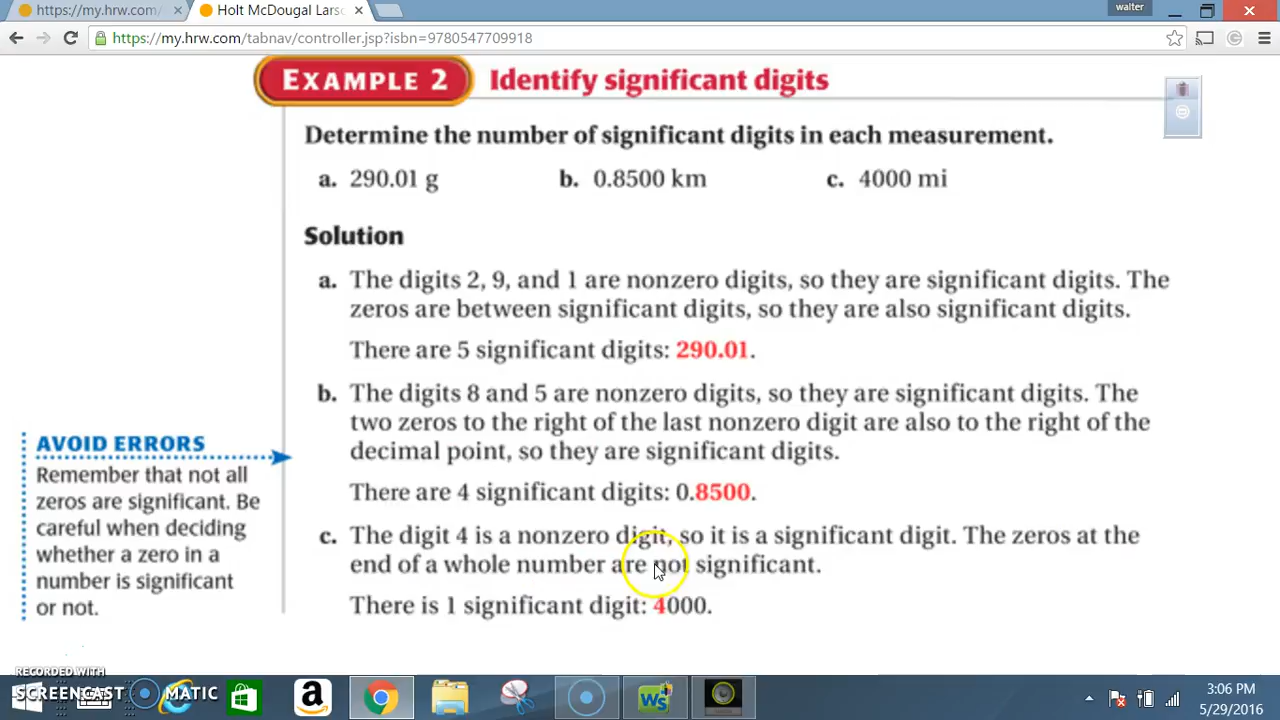 https://my.hrw.com/tabnav/ Holt McDougal Lars walter
https://my.hrw.com/tabnav/controller.jsp?isbn=9780547709918
EXAMPLE 2 Identify significant digits
Determine the number of significant digits in each measurement.
a. 290.01 g b. 0.8500 km c. 4000 mi
Solution
a. The digits 2, 9, and 1 are nonzero digits, so they are significant digits. The
zeros are between significant digits, so they are also significant digits.
There are 5 significant digits: 290.01.
b. The digits 8 and 5 are nonzero digits, so they are significant digits. The
two zeros to the right of the last nonzero digit are also to the right of the
decimal point, so they are significant digits.
There are 4 significant digits: 0.8500.
AVOID ERRORS
Remember that not all
zeros are significant. Be
careful when deciding
whether a zero in a
number is significant
or not.
c. The digit 4 is a nonzero digit, so it is a significant digit. The zeros at the
end of a whole number are not significant.
There is 1 significant digit: 4000.
RECORDED WITH
SCREENCAST MATIC
3:06 PM
5/29/2016